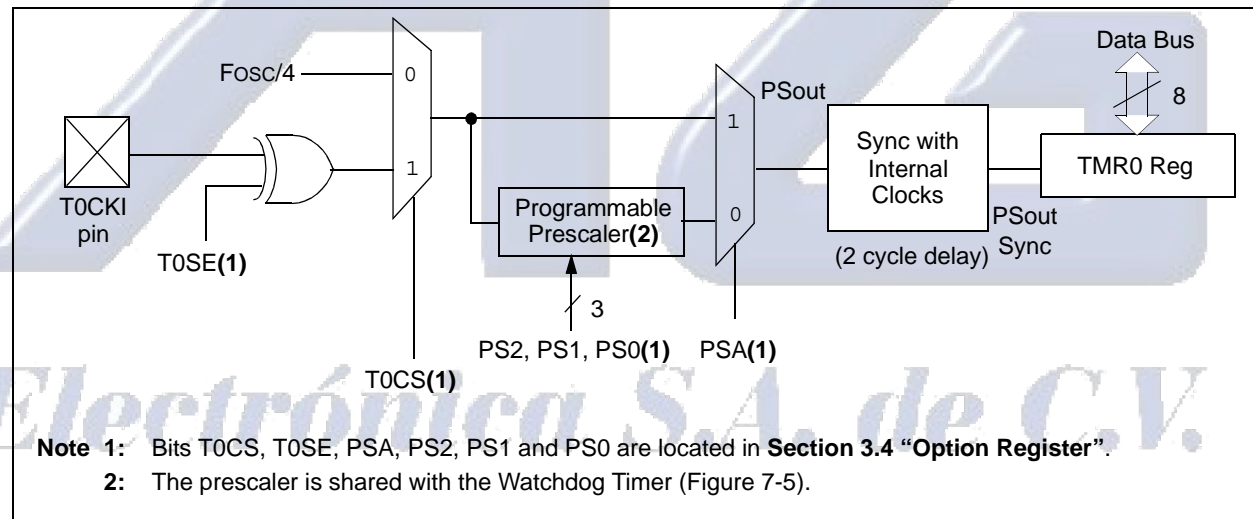 Data Bus
FOSC/4
0
PSout
8
1
Sync with
Internal
Clocks
TMR0 Reg
1
T0CKI
pin
Programmable
Prescaler(2)
0
PSout
Sync
T0SE(1)
(2 cycle delay)
3
PS2, PS1, PS0(1)
PSA(1)
T0CS(1)
Electrónica S.A. de C.V.
Note 1: Bits T0CS, T0SE, PSA, PS2, PS1 and PS0 are located in Section 3.4 “Option Register”.
2: The prescaler is shared with the Watchdog Timer (Figure 7-5).